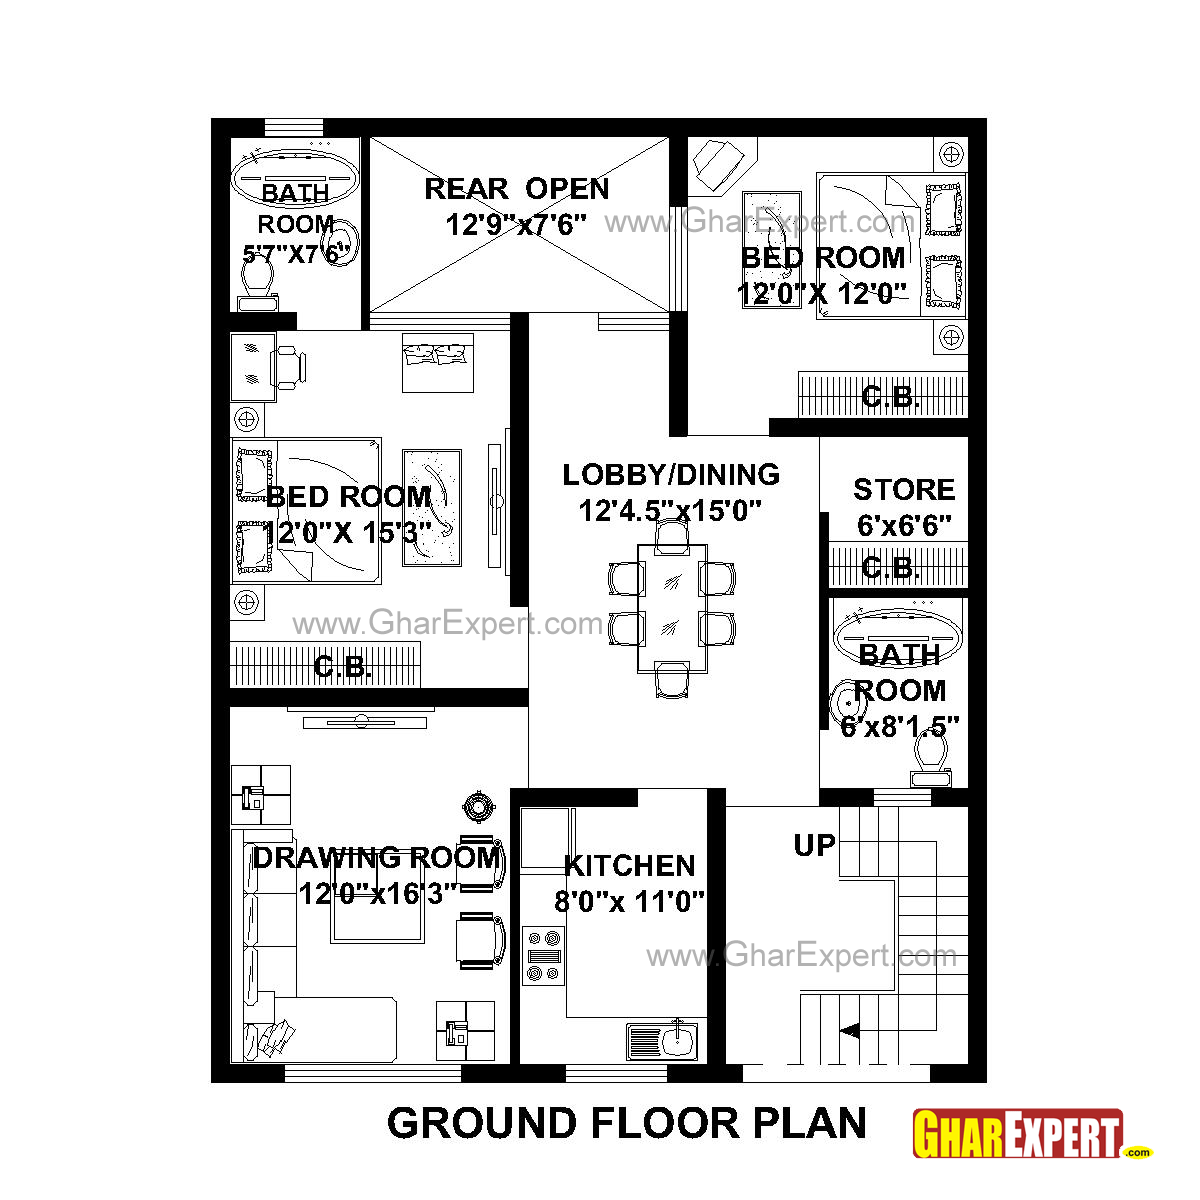 BATH
ROOM
5'7"X7'6"
REAR OPEN
12'9"x7'6"
www.GharExpert.com
BED ROOM
12'0"X 12'0"
C.B.
LOBBY/DINING
12'4.5"x15'0"
STORE
6'x6'6"
C.B.
BED ROOM
12'0"X 15'3"
www.GharExpert.com
C.B.
BATH
ROOM
6'x8'1.5"
DRAWING ROOM
12'0"x16'3"
KITCHEN
8'0"x 11'0"
UP
www.GharExpert.com
GROUND FLOOR PLAN
GHAREXPERT.com